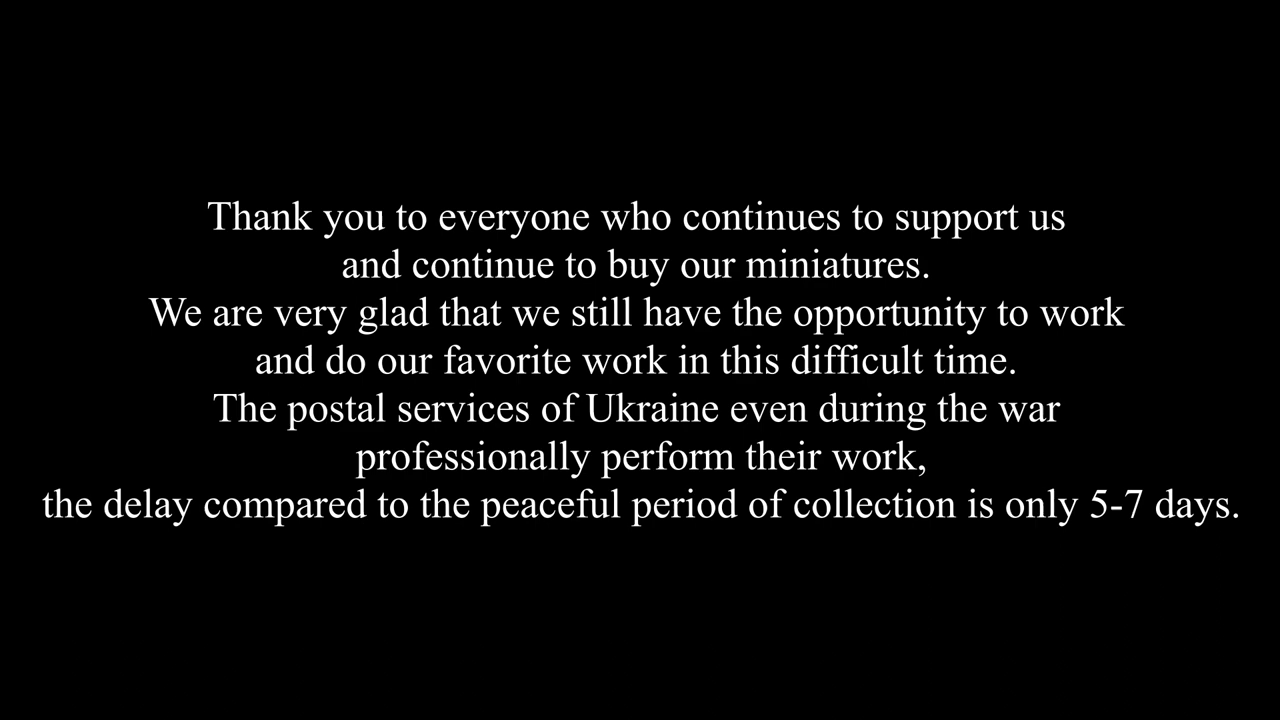 Thank you to everyone who continues to support us
and continue to buy our miniatures.
We are very glad that we still have the opportunity to work
and do our favorite work in this difficult time.
The postal services of Ukraine even during the war
professionally perform their work,
the delay compared to the peaceful period of collection is only 5-7 days.